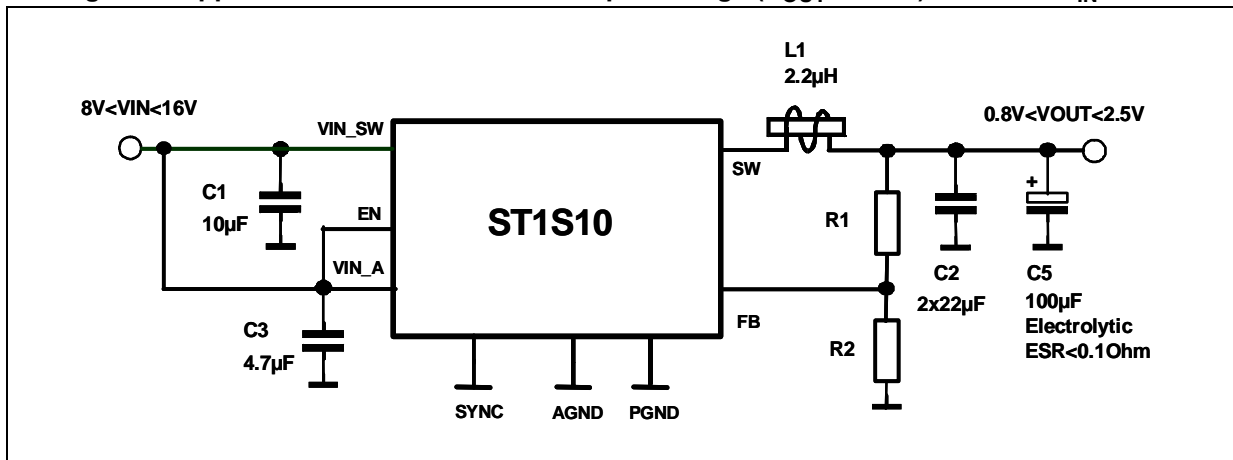 L1
2.2µH
8V<VIN<16V
0.8V<VOUT<2.5V
VIN_SW
SW
C1
10µF
EN
ST1S10
R1
VIN_A
C2
2x22µF
+
C5
100µF
Electrolytic
ESR<0.1Ohm
FB
C3
4.7µF
R2
SYNC
AGND
PGND